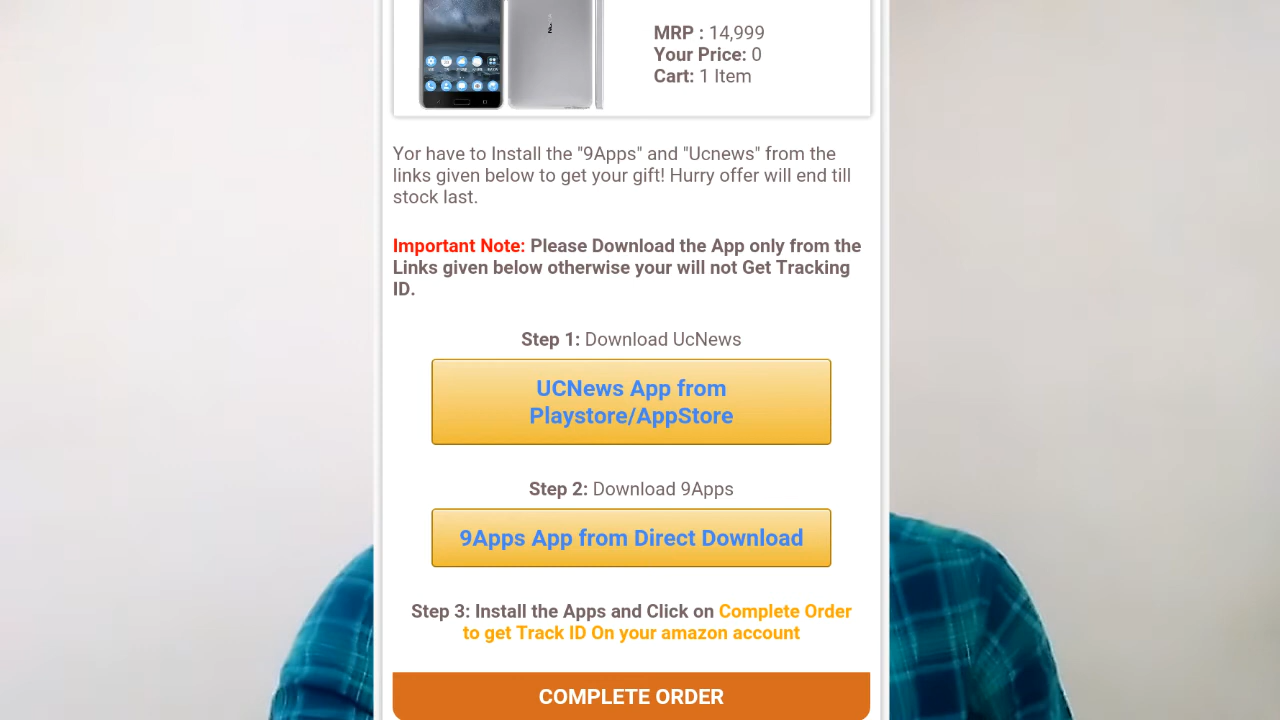 MRP : 14,999
Your Price: 0
Cart: 1 Item
Yor have to Install the "9Apps" and "Ucnews" from the
links given below to get your gift! Hurry offer will end till
stock last.
Important Note: Please Download the App only from the
Links given below otherwise your will not Get Tracking
ID.
Step 1: Download UcNews
UCNews App from
Playstore/AppStore
Step 2: Download 9Apps
9Apps App from Direct Download
Step 3: Install the Apps and Click on Complete Order
to get Track ID On your amazon account
COMPLETE ORDER